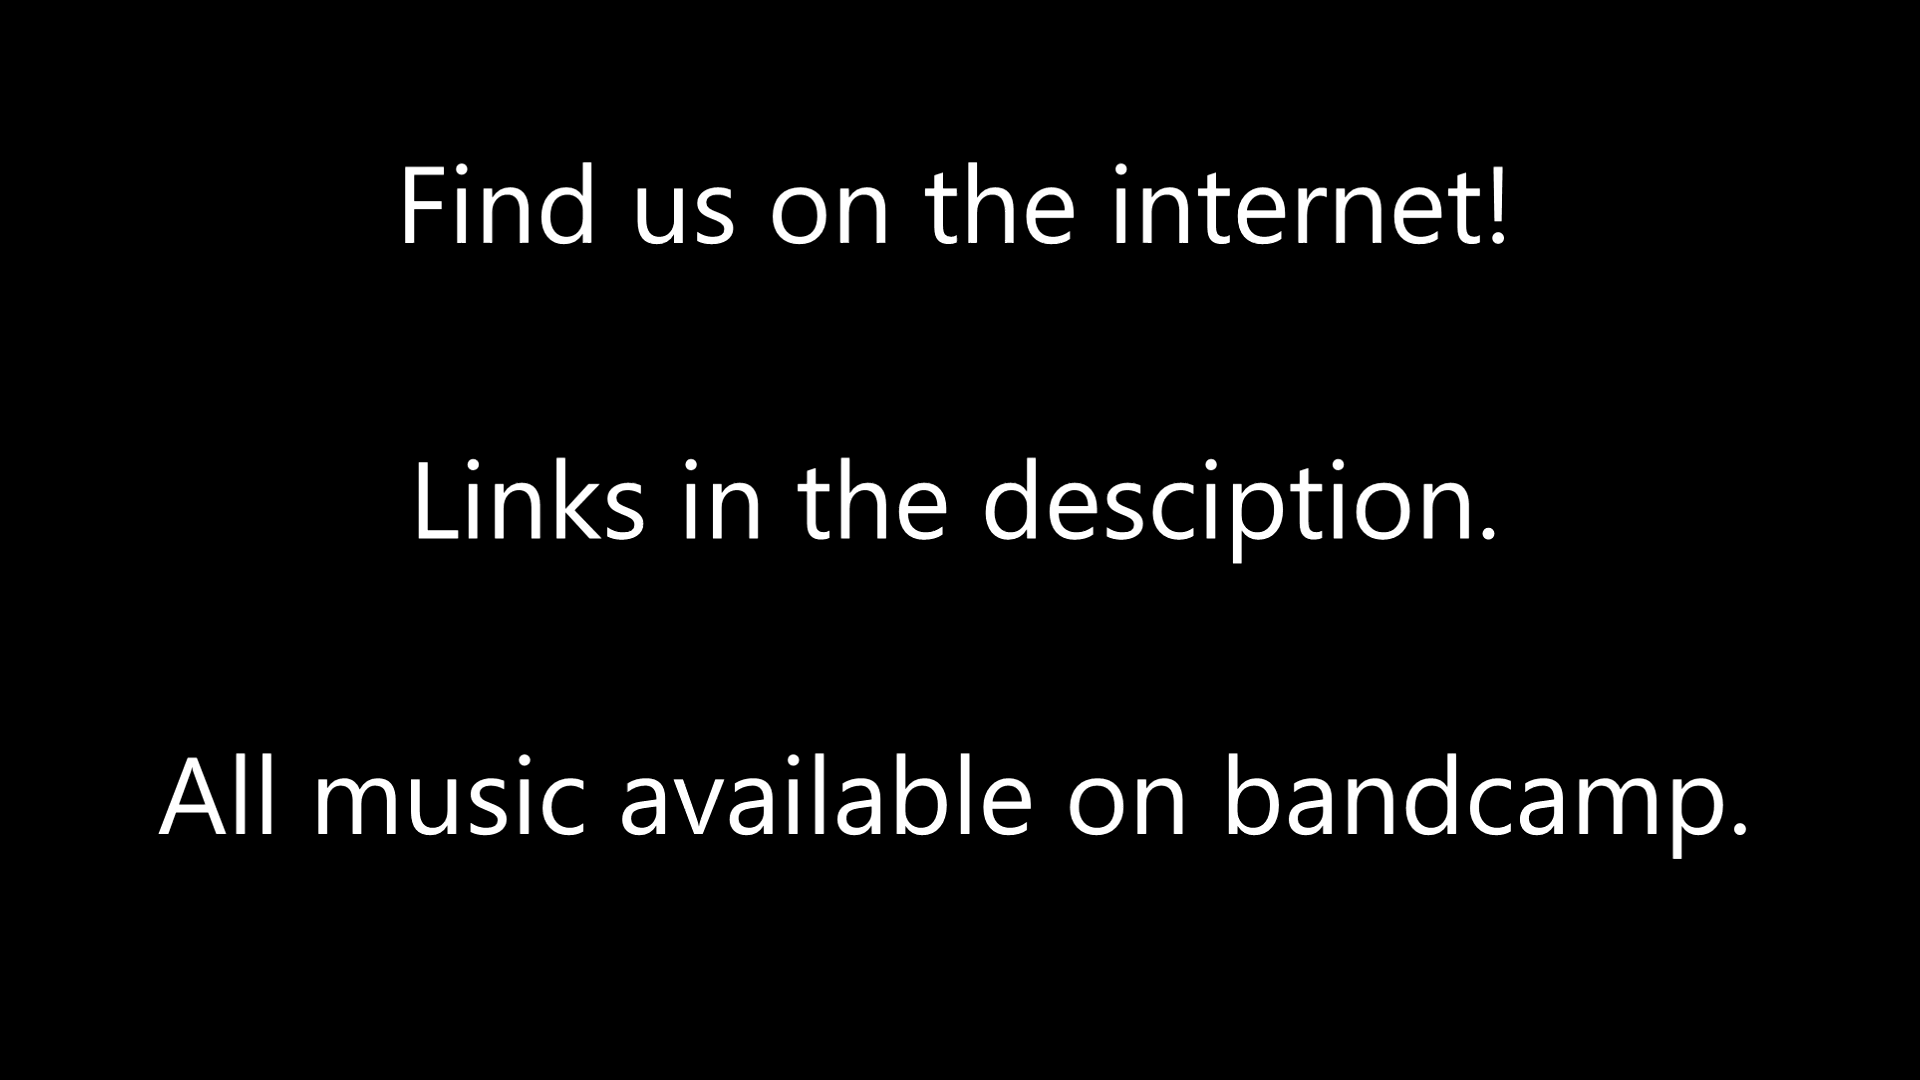 Find us on the internet!
Links in the desciption.
All music available on bandcamp.